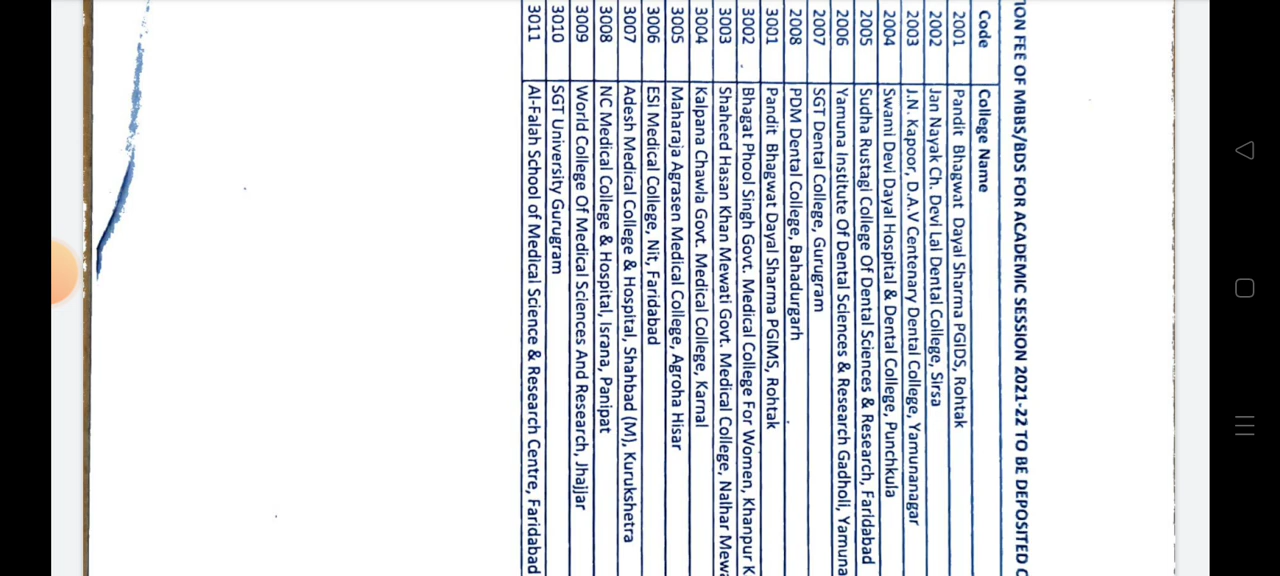 ION FEE OF MBBS/BDS FOR ACADEMIC SESSION 2021-22 TO BE DEPOSITED
Code College Name
2001 Pandit Bhagwat Dayal Sharma PGIDS, Rohtak
2002 Jan Nayak Ch. Devi Lal Dental College, Sirsa
2003 J.N. Kapoor, D.A.V Centenary Dental College, Yamunanagar
2004 Swami Devi Dayal Hospital & Dental College, Punchkula
2005 Sudha Rustagi College Of Dental Sciences & Research, Faridabad
2006 Yamuna Institute Of Dental Sciences & Research Gadholi, Yamuna
2007 SGT Dental College, Gurugram
2008 PDM Dental College, Bahadurgarh
3001 Pandit Bhagwat Dayal Sharma PGIMS, Rohtak
3002 Bhagat Phool Singh Govt. Medical College For Women, Khanpur K
3003 Shaheed Hasan Khan Mewati Govt. Medical College, Nalhar Mewa
3004 Kalpana Chawla Govt. Medical College, Karnal
3005 Maharaja Agrasen Medical College, Agroha Hisar
3006 ESI Medical College, Nit, Faridabad
3007 Adesh Medical College & Hospital, Shahbad (M), Kurukshetra
3008 NC Medical College & Hospital, Israna, Panipat
3009 World College Of Medical Sciences And Research, Jhajjar
3010 SGT University Gurugram
3011 Al-Falah School of Medical Science & Research Centre, Faridabad